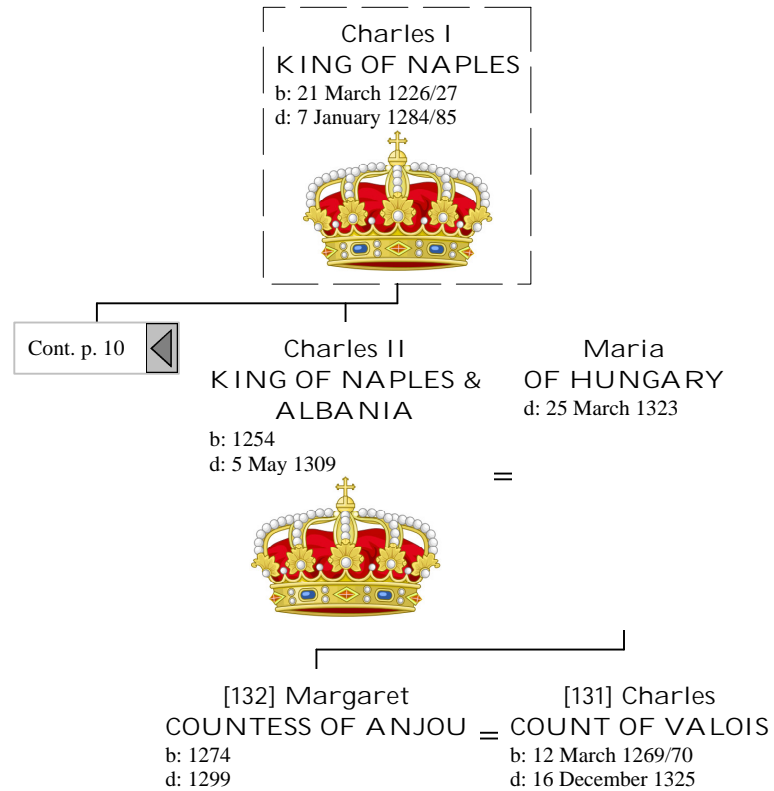 Charles I
KING OF NAPLES
b: 21 March 1226/27
d: 7 January 1284/85
Cont. p. 10
Charles II
KING OF NAPLES &
ALBANIA
b: 1254
d: 5 May 1309
=
Maria
OF HUNGARY
d: 25 March 1323
[132] Margaret
COUNTESS OF ANJOU
b: 1274
d: 1299
=
[131] Charles
COUNT OF VALOIS
b: 12 March 1269/70
d: 16 December 1325